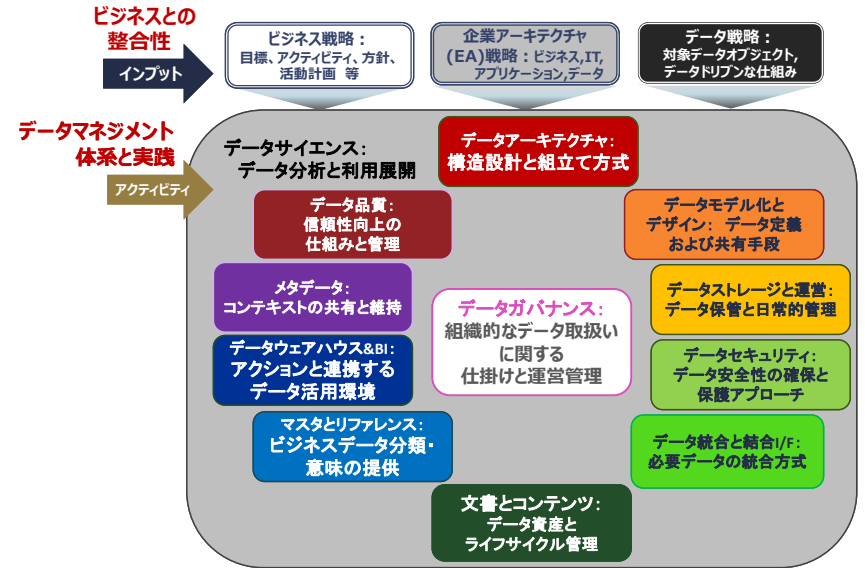 ビジネスとの
整合性
インプット
ビジネス戦略：
目標、アクティビティ、方針、
活動計画 等
企業アーキテクチャ
(EA)戦略：ビジネス,IT,
アプリケーション,データ
データ戦略：
対象データオブジェクト,
データドリブンな仕組み
データマネジメント
体系と実践
アクティビティ
データサイエンス：
データ分析と利用展開
データアーキテクチャ：
構造設計と組立て方式
データ品質：
信頼性向上の
仕組みと管理
データモデル化と
デザイン： データ定義
および共有手段
メタデータ：
コンテキストの共有と維持
データガバナンス：
組織的なデータ取扱い
に関する
仕掛けと運営管理
データストレージと運営：
データ保管と日常的管理
データウェアハウス&BI：
アクションと連携する
データ活用環境
データセキュリティ：
データ安全性の確保と
保護アプローチ
マスタとリファレンス：
ビジネスデータ分類・
意味の提供
データ統合と結合I/F：
必要データの統合方式
文書とコンテンツ：
データ資産と
ライフサイクル管理